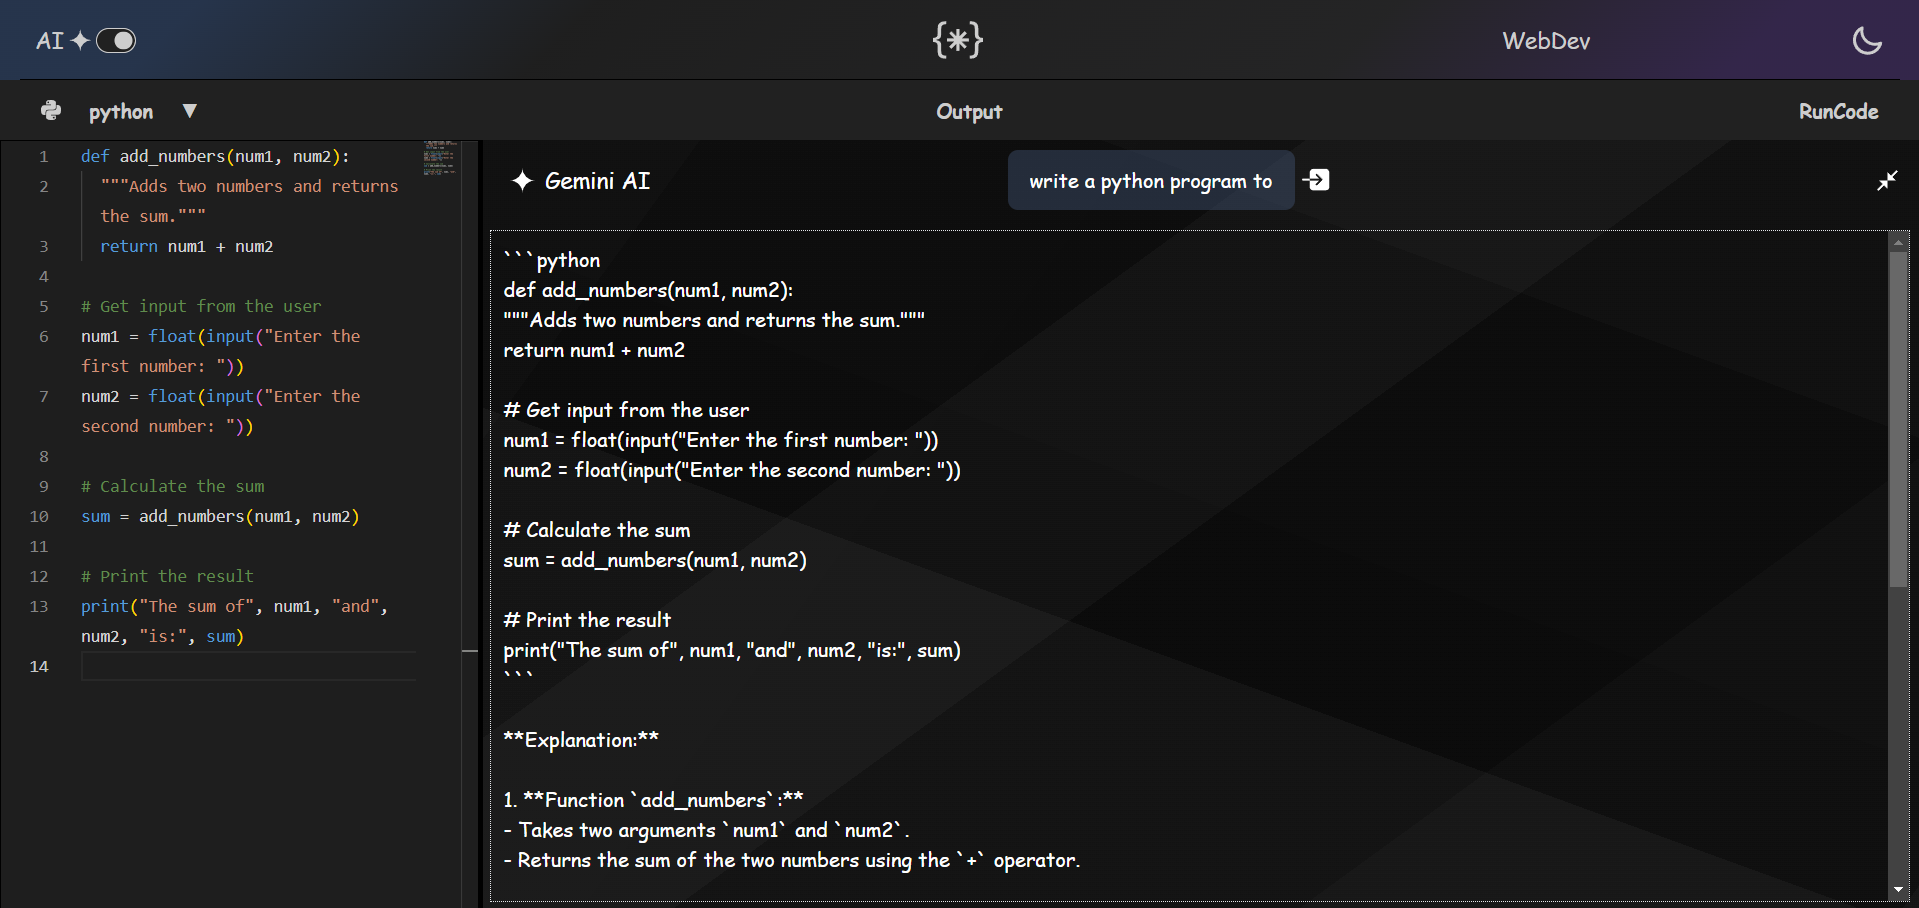 AI
{*}
WebDev
python ▼
Output
RunCode
1 def add_numbers(num1, num2):
2 """Adds two numbers and returns
the sum."""
3 return num1 + num2
4
5 # Get input from the user
6 num1 = float(input("Enter the
first number: "))
7 num2 = float(input("Enter the
second number: "))
8
9 # Calculate the sum
10 sum = add_numbers(num1, num2)
11
12 # Print the result
13 print("The sum of", num1, "and",
num2, "is:", sum)
14
Gemini AI
write a python program to
```python
def add_numbers(num1, num2):
"""Adds two numbers and returns the sum."""
return num1 + num2

# Get input from the user
num1 = float(input("Enter the first number: "))
num2 = float(input("Enter the second number: "))

# Calculate the sum
sum = add_numbers(num1, num2)

# Print the result
print("The sum of", num1, "and", num2, "is:", sum)
```

**Explanation:**

1. **Function `add_numbers`:**
- Takes two arguments `num1` and `num2`.
- Returns the sum of the two numbers using the `+` operator.